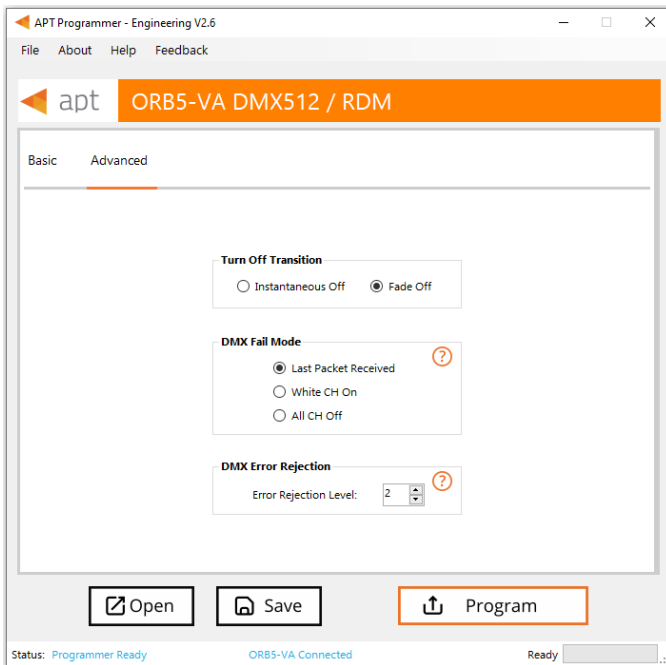 APT Programmer - Engineering V2.6
File About Help Feedback
apt ORB5-VA DMX512 / RDM
Basic Advanced
Turn Off Transition
Instantaneous Off Fade Off
DMX Fail Mode
?
Last Packet Received
White CH On
All CH Off
DMX Error Rejection
?
Error Rejection Level: 2
Open Save Program
Status: Programmer Ready ORB5-VA Connected Ready